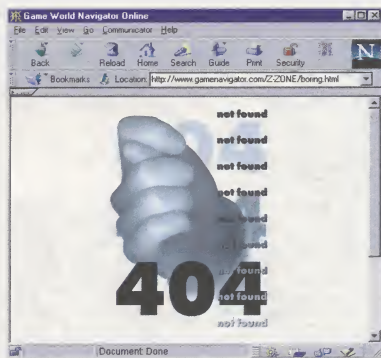 Game World Navigator Online
File Edit View Go Communicator Help
Back Reload Home Search Guide Print Security
N
Bookmarks Location: http://www.gamenavigator.com/Z-ZONE/boring.html
not found
not found
not found
not found
not found
not found
not found
404
not found
not found
Document: Done